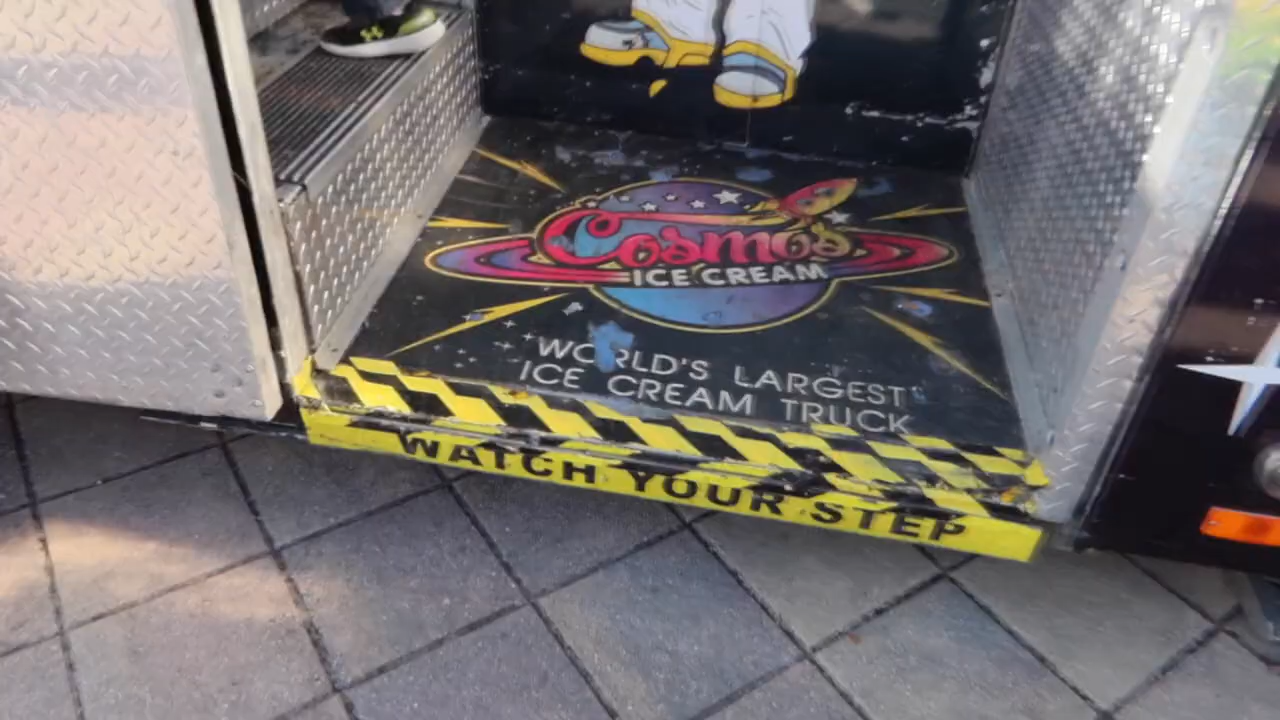 Cosmos
ICE CREAM
WORLD'S LARGEST
ICE CREAM TRUCK
WATCH YOUR STEP